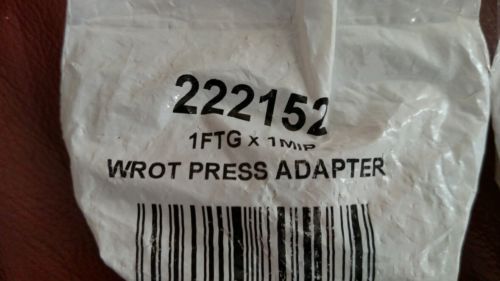 222152
1FTG x 1MIP
WROT PRESS ADAPTER